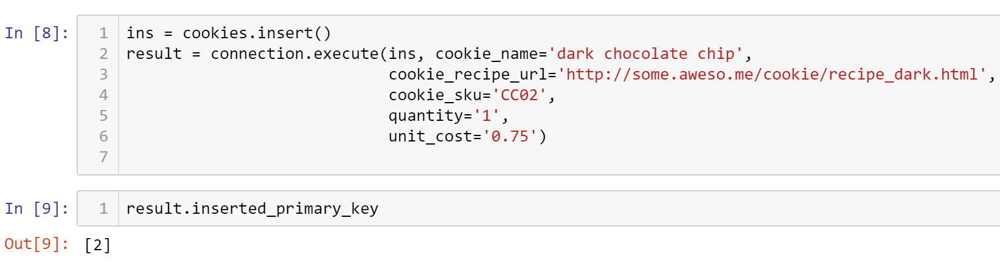 In [8]: 1 ins = cookies.insert()
2 result = connection.execute(ins, cookie_name='dark chocolate chip',
3 cookie_recipe_url='http://some.aweso.me/cookie/recipe_dark.html',
4 cookie_sku='CC02',
5 quantity='1',
6 unit_cost='0.75')
7
In [9]: 1 result.inserted_primary_key
Out[9]: [2]